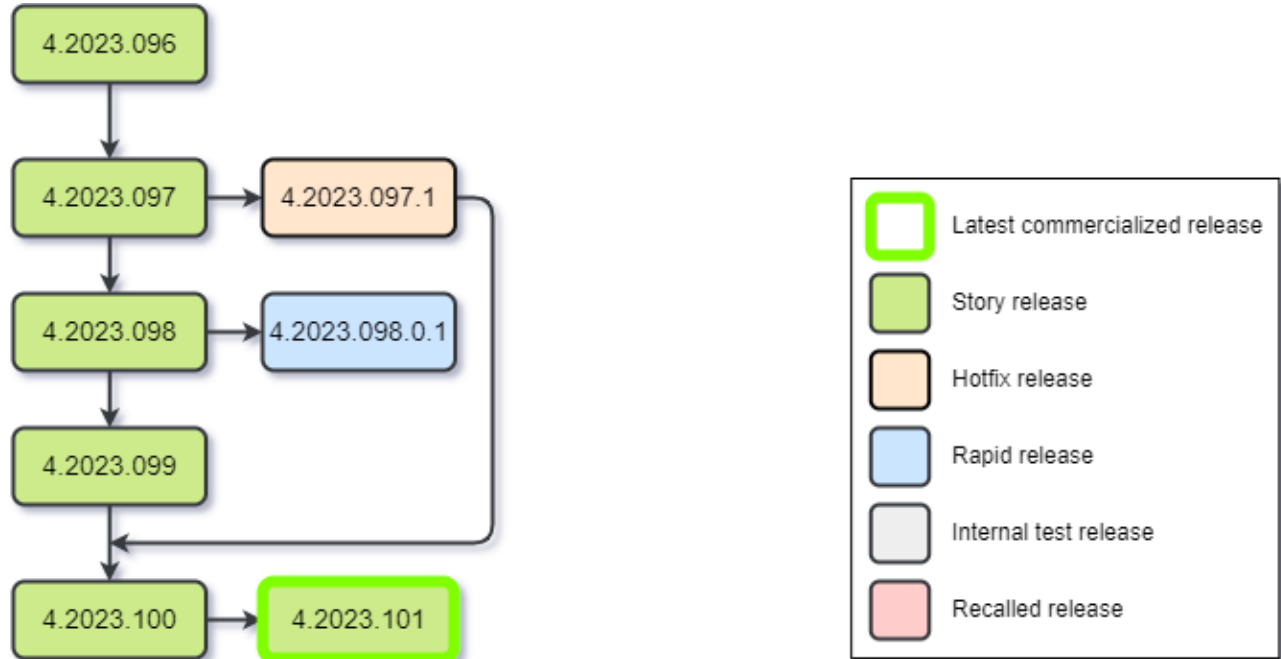 4.2023.096
4.2023.097
4.2023.097.1
4.2023.098
4.2023.098.0.1
4.2023.099
4.2023.100
4.2023.101
Latest commercialized release
Story release
Hotfix release
Rapid release
Internal test release
Recalled release